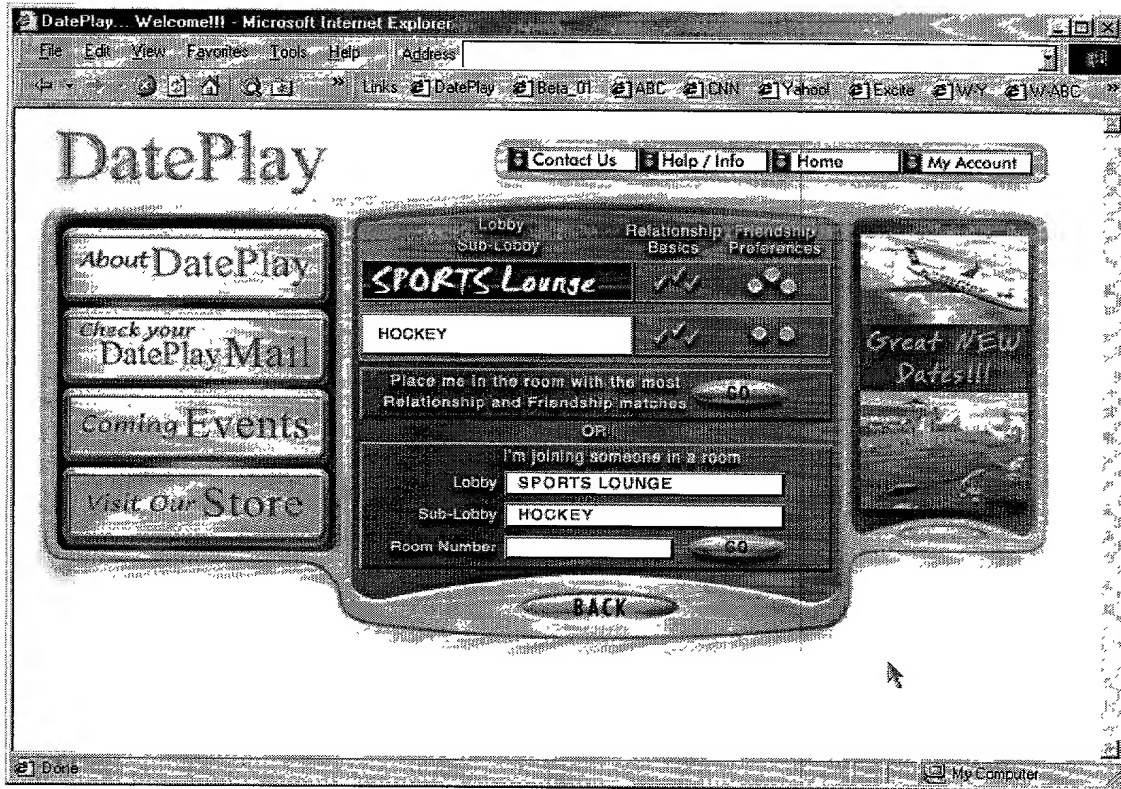 DatePlay... Welcome!!! - Microsoft Internet Explorer
File Edit View Favorites Tools Help Address
» Links DatePlay Beta_01 ABC CNN Yahoo! Excite W-Y W-ABC »
DatePlay
Contact Us Help / Info Home My Account
About DatePlay
Check your
DatePlay Mail
Coming Events
Visit Our Store
Lobby
Sub-Lobby
Relationship
Basics
Friendship
Preferences
SPORTS Lounge
HOCKEY
Place me in the room with the most
Relationship and Friendship matches
GO
OR
I'm joining someone in a room
Lobby SPORTS LOUNGE
Sub-Lobby HOCKEY
Room Number GO
BACK
Great NEW
Dates!!!
Done My Computer